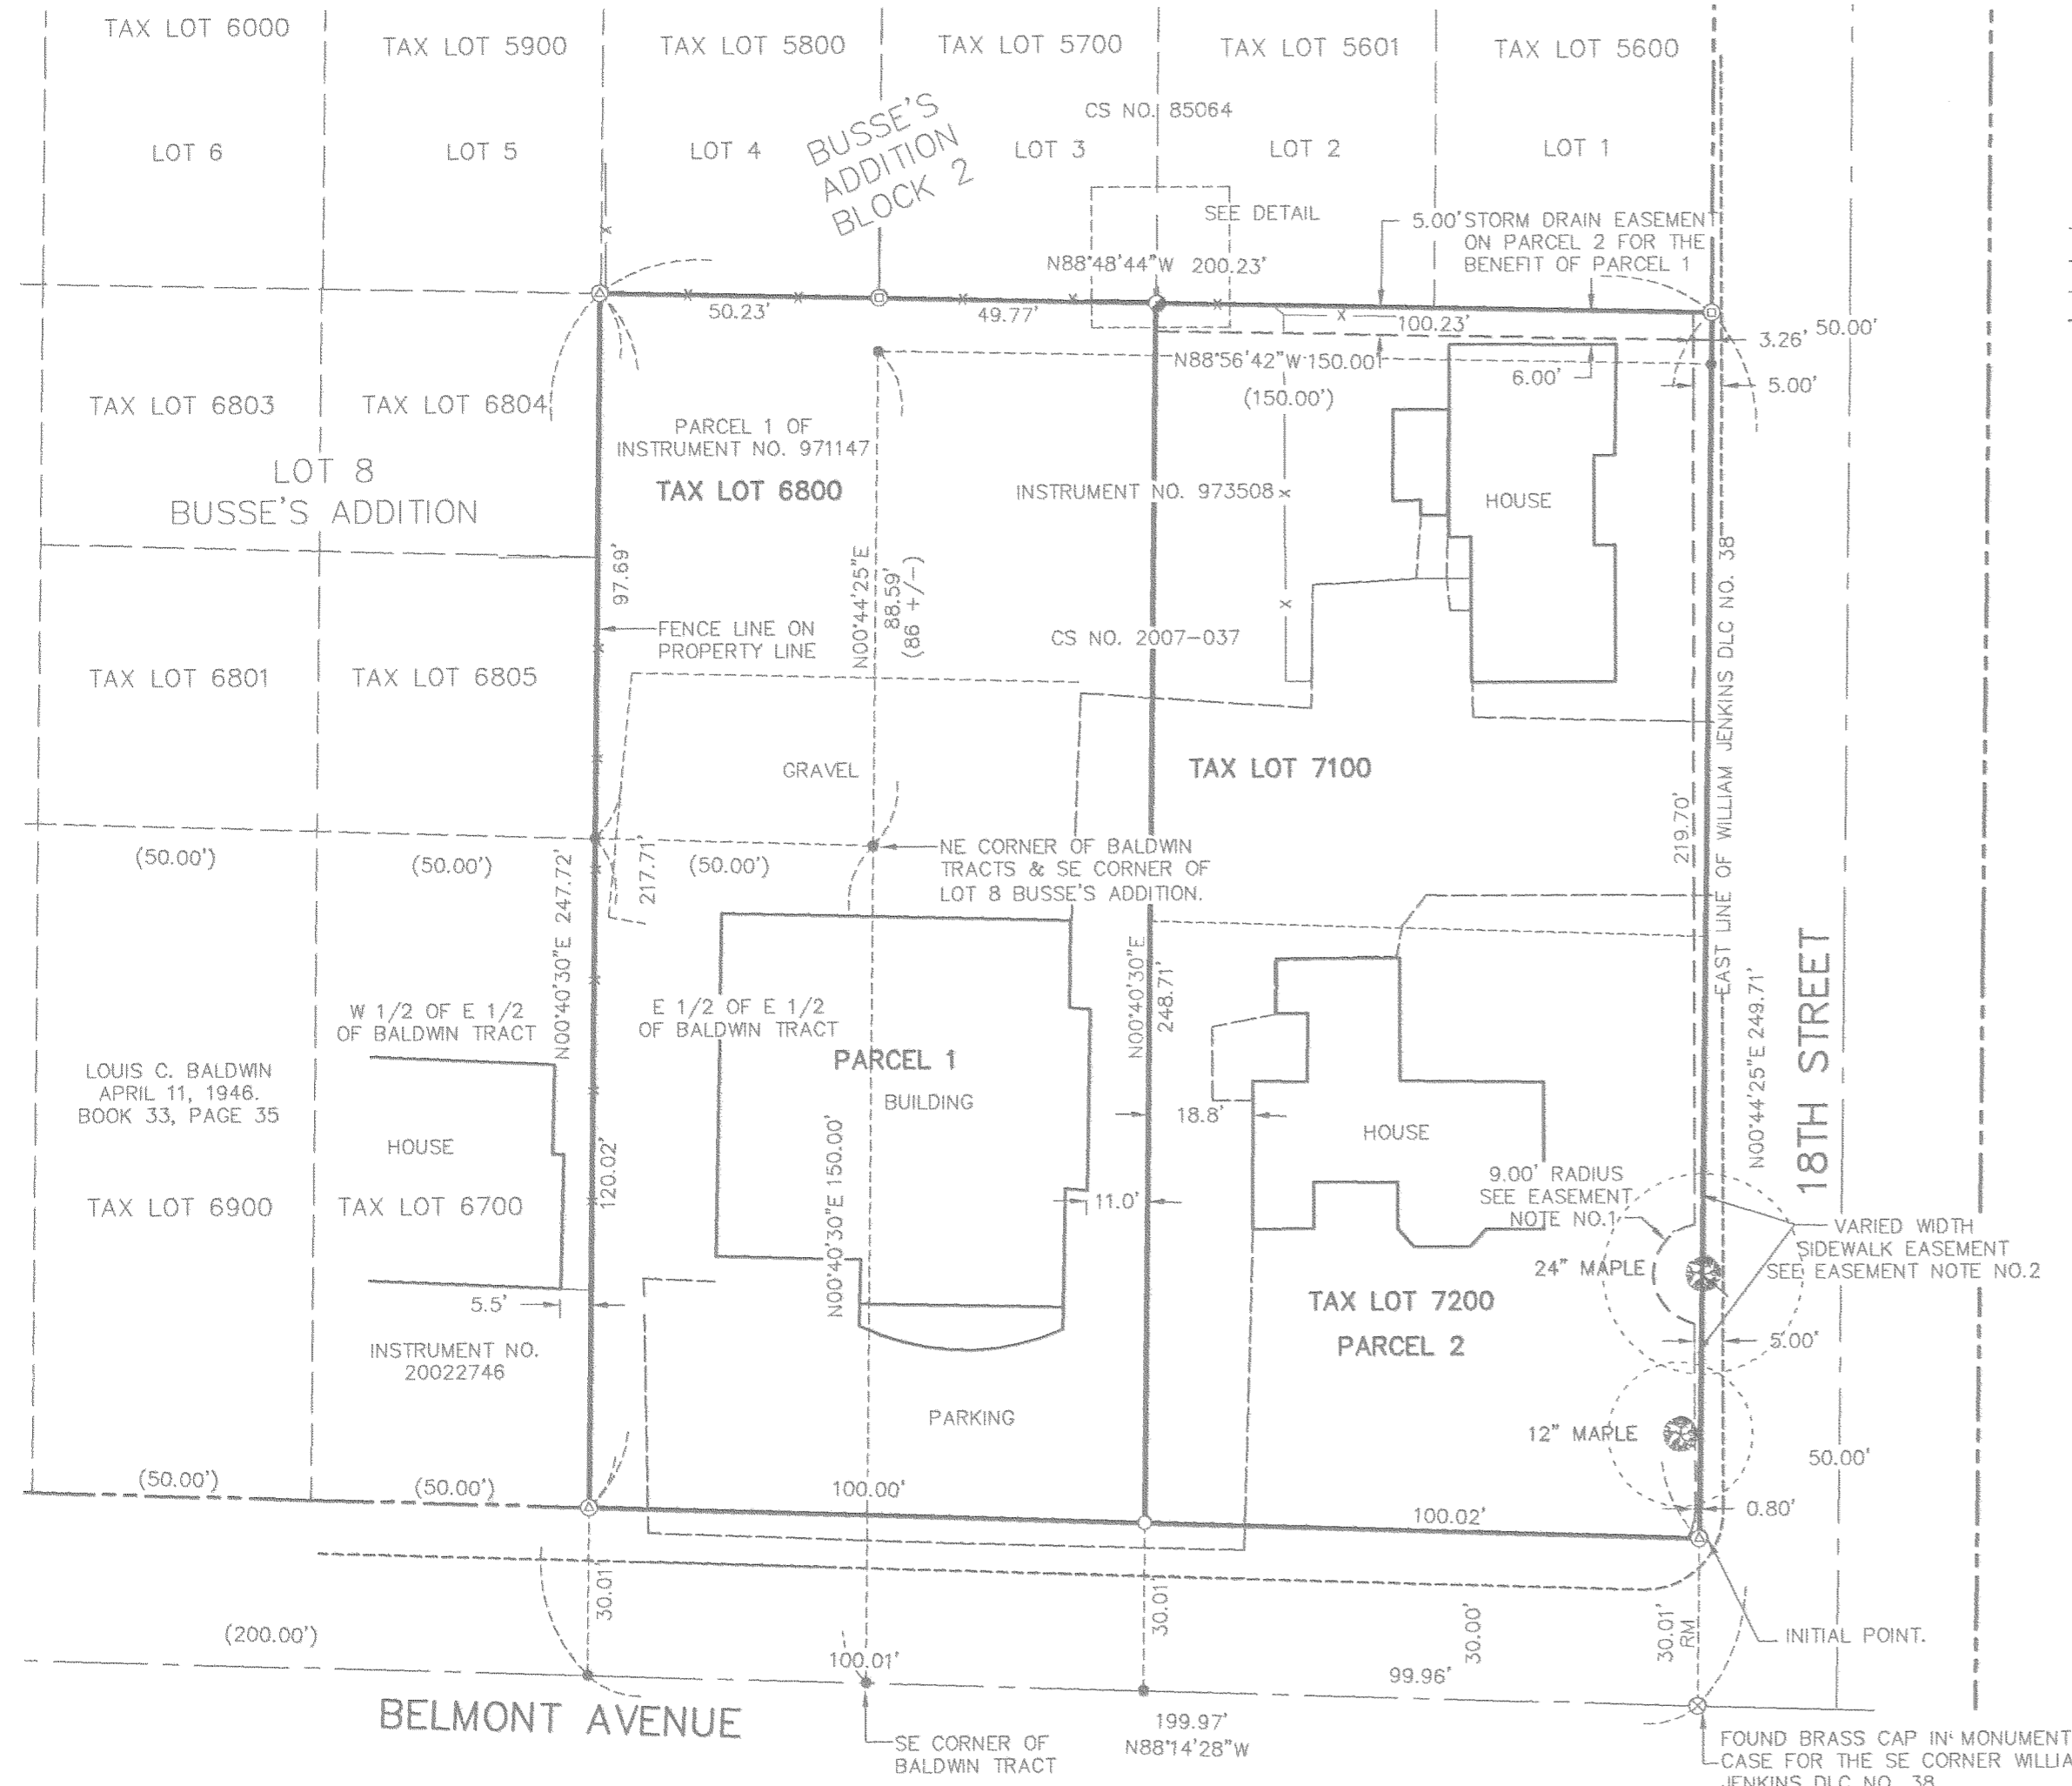 TAX LOT 6000
TAX LOT 5900
TAX LOT 5800
TAX LOT 5700
TAX LOT 5601
TAX LOT 5600
CS NO. 85064
LOT 6
LOT 5
LOT 4
BUSSE'S
ADDITION
BLOCK 2
LOT 3
LOT 2
LOT 1
SEE DETAIL
5.00' STORM DRAIN EASEMEN
ON PARCEL 2 FOR THE
BENEFIT OF PARCEL 1
N88°48'44"W 200.23'
50.23'
49.77'
100.23'
3.26'
50.00'
N88°56'42"W 150.00'
(150.00')
6.00'
5.00'
TAX LOT 6803
TAX LOT 6804
PARCEL 1 OF
INSTRUMENT NO. 971147
TAX LOT 6800
LOT 8
BUSSE'S ADDITION
INSTRUMENT NO. 973508
HOUSE
97.69'
N00°44'25"E
88.59'
(86 +/-)
EAST LINE OF WILLIAM JENKINS DLC NO. 38
FENCE LINE ON
PROPERTY LINE
CS NO. 2007-037
TAX LOT 6801
TAX LOT 6805
GRAVEL
TAX LOT 7100
219.70'
(50.00')
(50.00')
(50.00')
NE CORNER OF BALDWIN
TRACTS & SE CORNER OF
LOT 8 BUSSE'S ADDITION.
N00°40'30"E 247.72'
217.71'
N00°40'30"E
248.71'
N00°44'25"E 249.71'
18TH STREET
W 1/2 OF E 1/2
OF BALDWIN TRACT
E 1/2 OF E 1/2
OF BALDWIN TRACT
PARCEL 1
BUILDING
LOUIS C. BALDWIN
APRIL 11, 1946.
BOOK 33, PAGE 35
HOUSE
18.8'
HOUSE
N00°40'30"E 150.00'
120.02'
11.0'
TAX LOT 6900
TAX LOT 6700
9.00' RADIUS
SEE EASEMENT
NOTE NO.1
VARIED WIDTH
SIDEWALK EASEMENT
SEE EASEMENT NOTE NO.2
24" MAPLE
5.5'
TAX LOT 7200
PARCEL 2
5.00'
INSTRUMENT NO.
20022746
PARKING
12" MAPLE
50.00'
(50.00')
(50.00')
100.00'
100.02'
0.80'
30.01'
30.01'
30.00'
30.01'
RM
INITIAL POINT.
(200.00')
100.01'
99.96'
BELMONT AVENUE
199.97'
N88°14'28"W
SE CORNER OF
BALDWIN TRACT
FOUND BRASS CAP IN MONUMENT
CASE FOR THE SE CORNER WILLIA
JENKINS DLC NO. 38